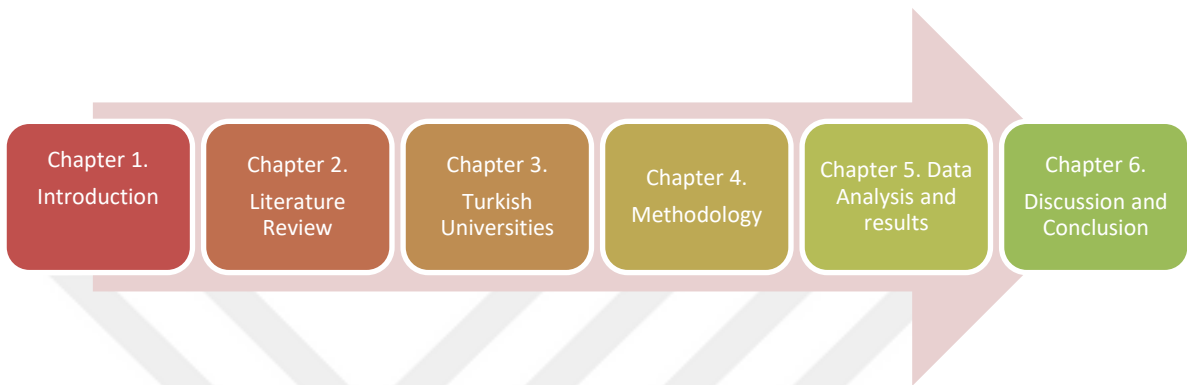 Chapter 1.
Introduction
Chapter 2.
Literature
Review
Chapter 3.
Turkish
Universities
Chapter 4.
Methodology
Chapter 5. Data
Analysis and
results
Chapter 6.
Discussion and
Conclusion